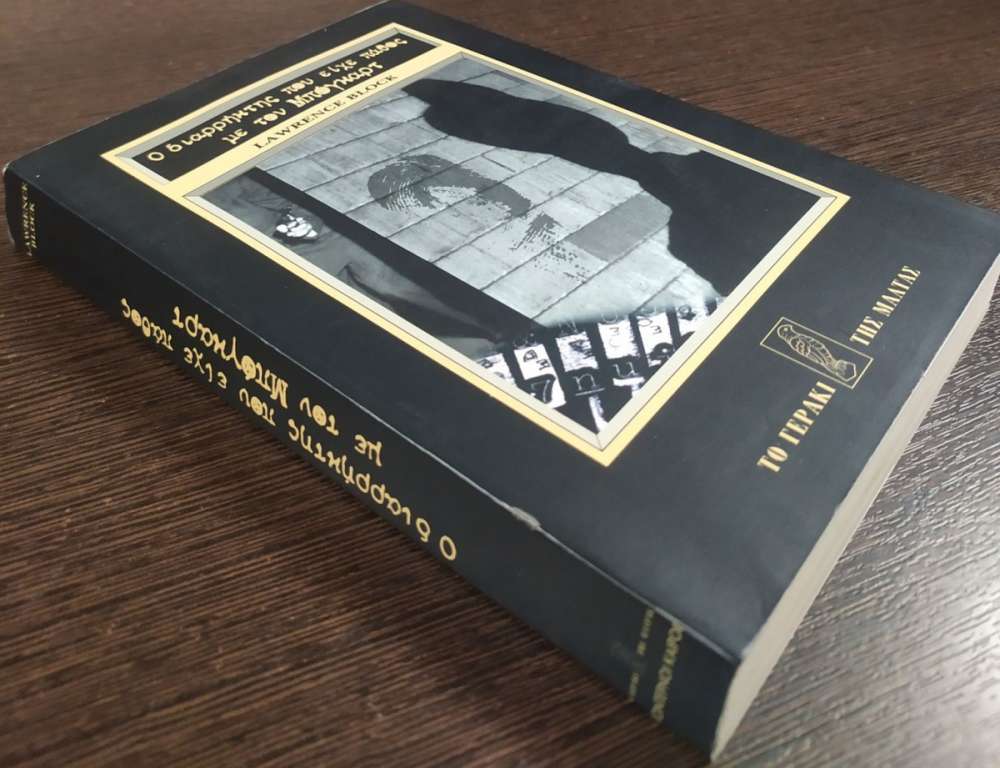 Ο διαρρήκτης που είχε πάθος
με τον Μπόγκαρτ
LAWRENCE BLOCK
ΤΟ ΓΕΡΑΚΙ ΤΗΣ ΜΑΛΤΑΣ
LAWRENCE
BLOCK
Ο διαρρήκτης που είχε πάθος
με τον Μπόγκαρτ